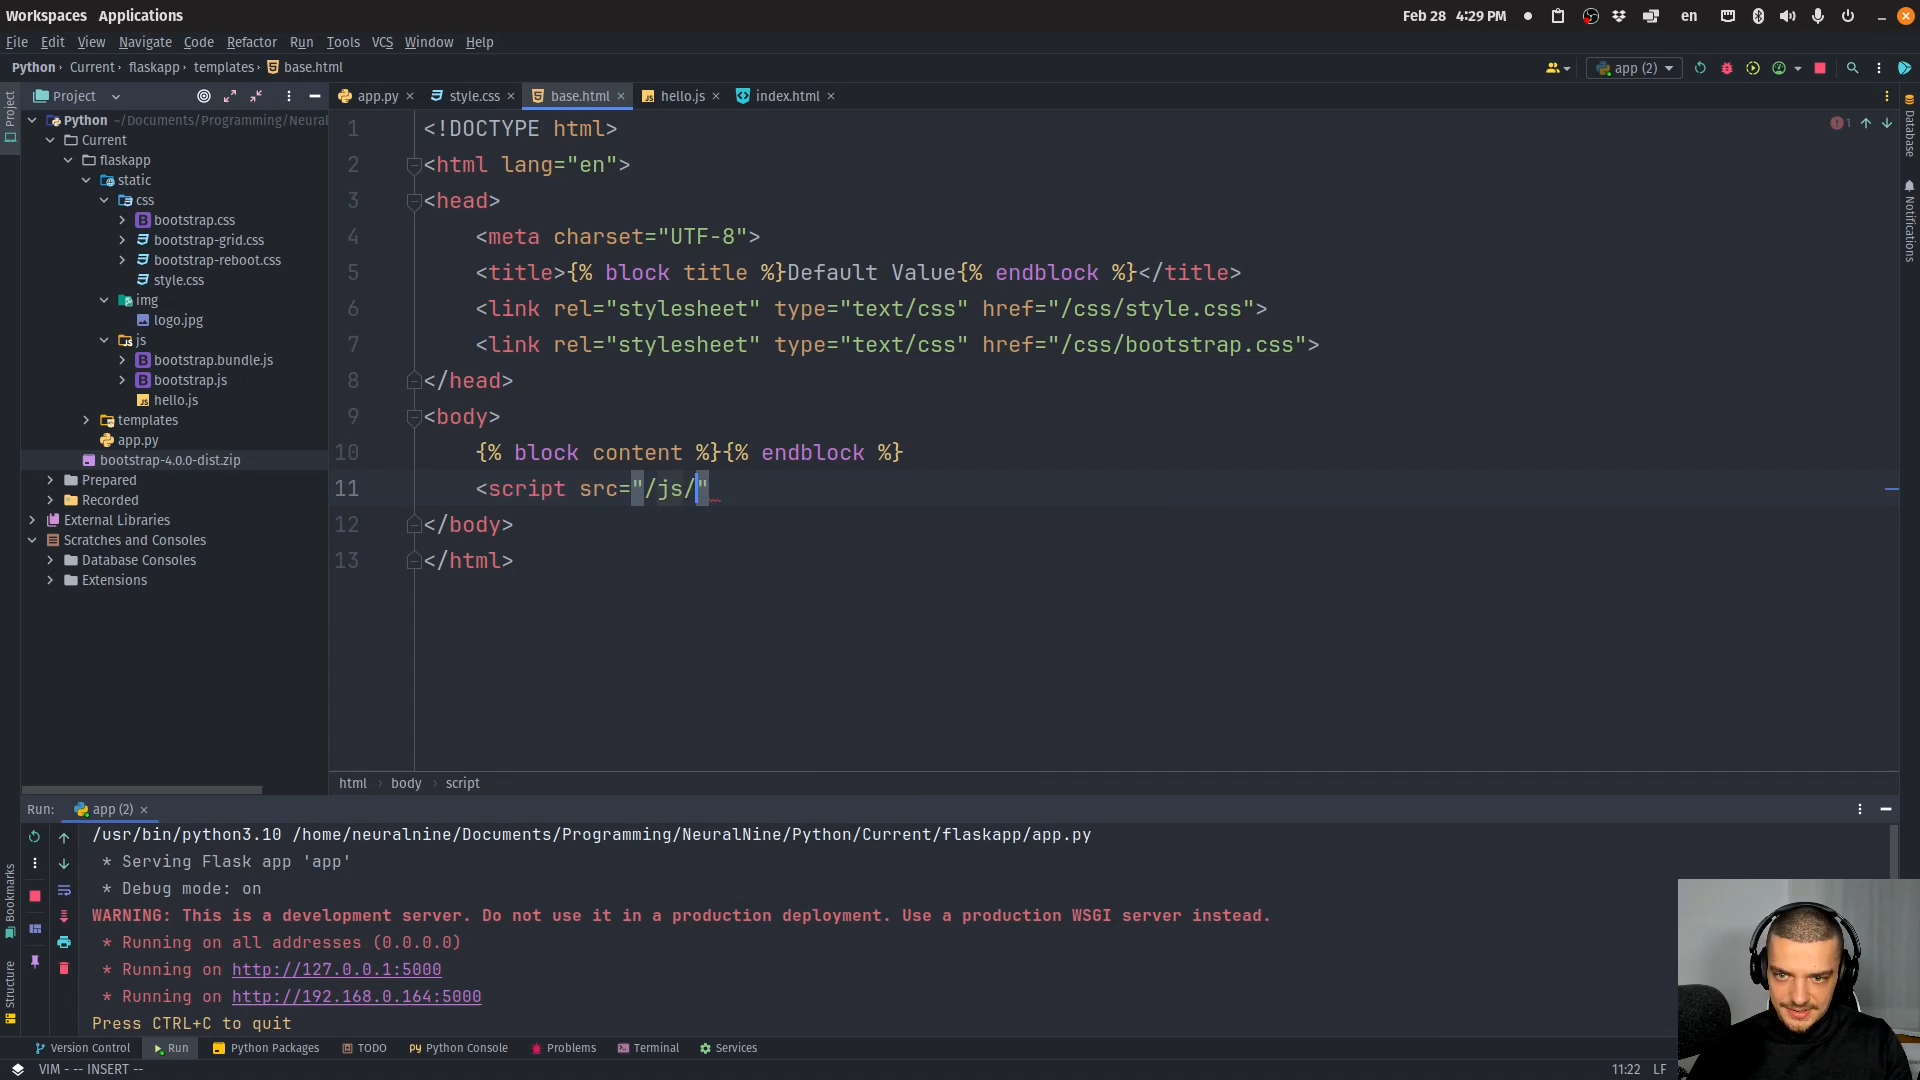 Workspaces Applications Feb 28 4:29 PM en
File Edit View Navigate Code Refactor Run Tools VCS Window Help
Python Current flaskapp templates base.html app (2)
Project app.py style.css base.html hello.js index.html
Project
Python ~/Documents/Programming/Neural
Current
flaskapp
static
css
bootstrap.css
bootstrap-grid.css
bootstrap-reboot.css
style.css
img
logo.jpg
js
bootstrap.bundle.js
bootstrap.js
hello.js
templates
app.py
bootstrap-4.0.0-dist.zip
Prepared
Recorded
External Libraries
Scratches and Consoles
Database Consoles
Extensions
1 <!DOCTYPE html>
2 <html lang="en">
3 <head>
4 <meta charset="UTF-8">
5 <title>{% block title %}Default Value{% endblock %}</title>
6 <link rel="stylesheet" type="text/css" href="/css/style.css">
7 <link rel="stylesheet" type="text/css" href="/css/bootstrap.css">
8 </head>
9 <body>
10 {% block content %}{% endblock %}
11 <script src="/js/"
12 </body>
13 </html>
1
Database
Notifications
html body script
Run: app (2)
/usr/bin/python3.10 /home/neuralnine/Documents/Programming/NeuralNine/Python/Current/flaskapp/app.py
* Serving Flask app 'app'
* Debug mode: on
WARNING: This is a development server. Do not use it in a production deployment. Use a production WSGI server instead.
* Running on all addresses (0.0.0.0)
* Running on http://127.0.0.1:5000
* Running on http://192.168.0.164:5000
Press CTRL+C to quit
Bookmarks
Structure
Version Control Run Python Packages TODO Python Console Problems Terminal Services
VIM - -- INSERT -- 11:22 LF